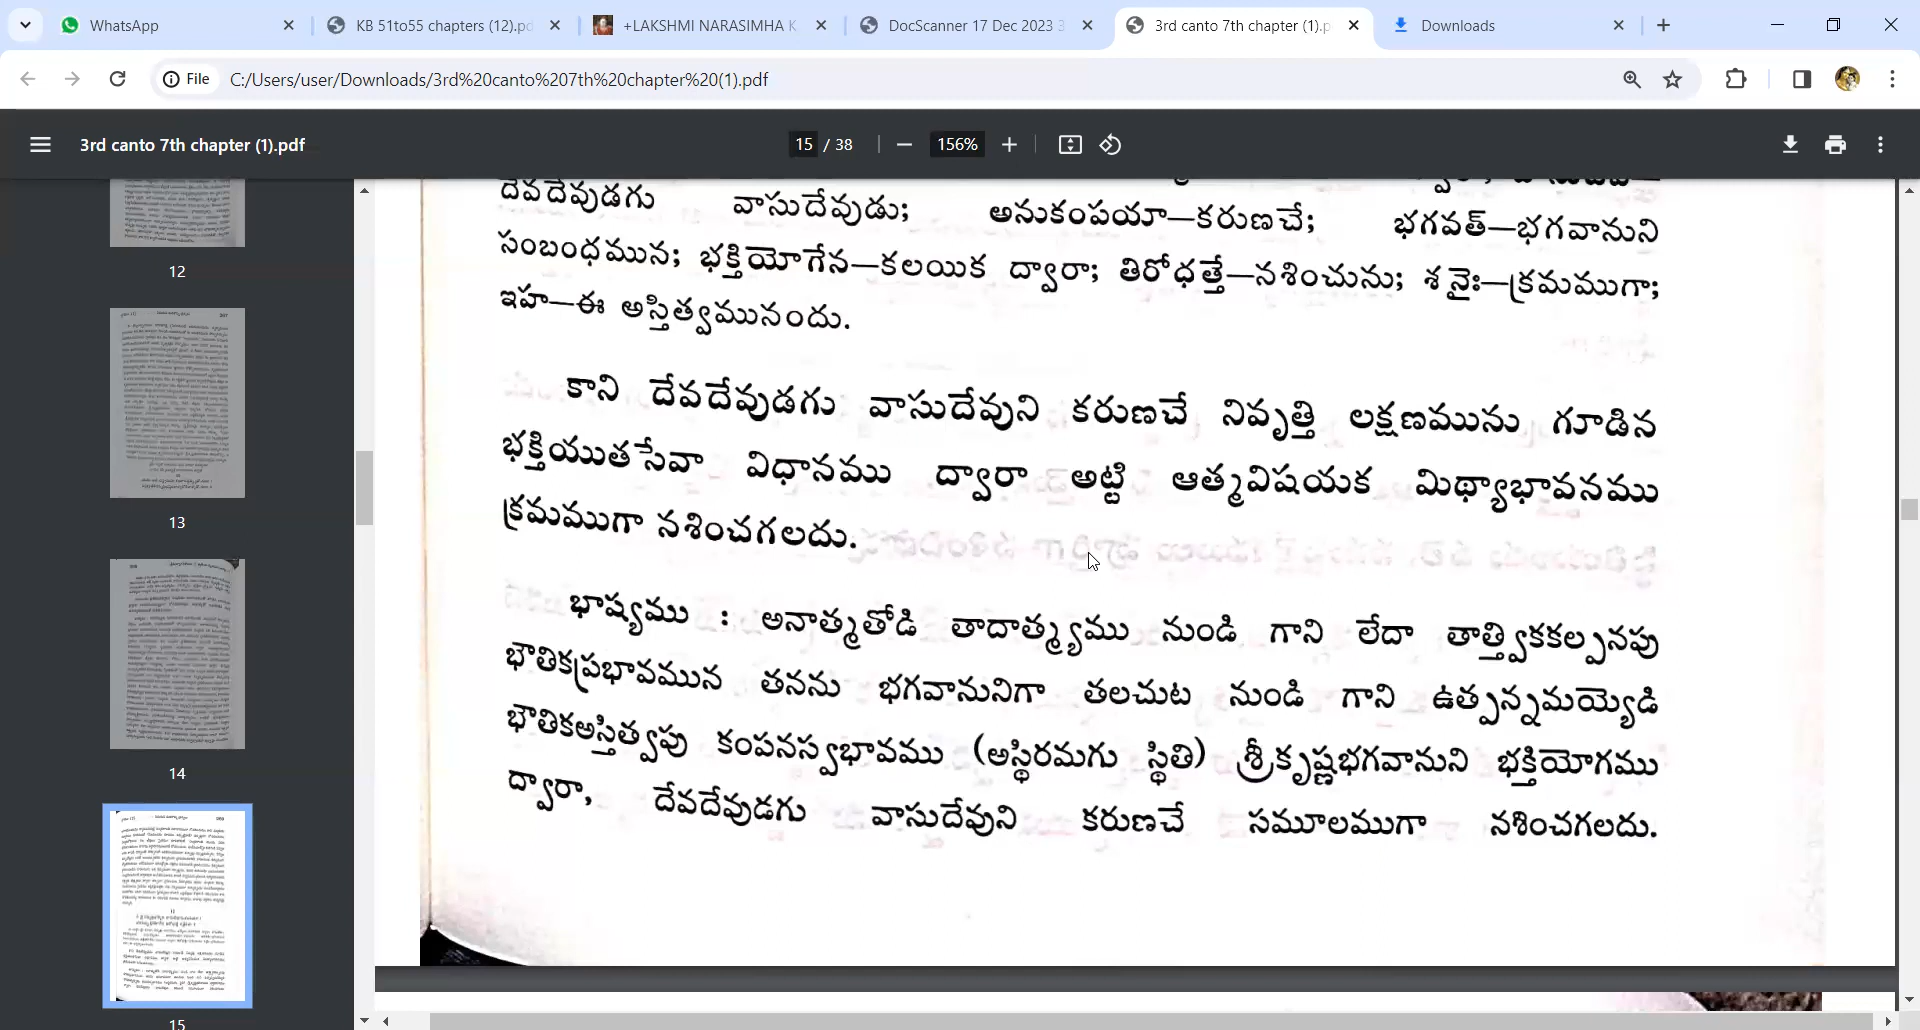 WhatsApp
KB 51to55 chapters (12).pd
+LAKSHMI NARASIMHA K
DocScanner 17 Dec 2023 3
3rd canto 7th chapter (1).p
Downloads
File
C:/Users/user/Downloads/3rd%20canto%207th%20chapter%20(1).pdf
3rd canto 7th chapter (1).pdf
15 / 38
156%
12
13
14
15
దేవదేవుడగు వాసుదేవుడు; అనుకంపయా—కరుణచే; భగవత్—భగవానుని
సంబంధమున; భక్తియోగేన—కలయిక ద్వారా; తిరోధత్తే—నశించును; శనైః—క్రమముగా;
ఇహ—ఈ అస్తిత్వమునందు.
కాని దేవదేవుడగు వాసుదేవుని కరుణచే నివృత్తి లక్షణమును గూడిన
భక్తియుతసేవా విధానము ద్వారా అట్టి ఆత్మవిషయక మిథ్యాభావనము
క్రమముగా నశించగలదు.
భాష్యము : అనాత్మతోడి తాదాత్మ్యము నుండి గాని లేదా తాత్త్వికకల్పనపు
భౌతికప్రభావమున తనను భగవానునిగా తలచుట నుండి గాని ఉత్పన్నమయ్యెడి
భౌతికఅస్తిత్వపు కంపనస్వభావము (అస్థిరమగు స్థితి) శ్రీకృష్ణభగవానుని భక్తియోగము
ద్వారా, దేవదేవుడగు వాసుదేవుని కరుణచే సమూలముగా నశించగలదు.